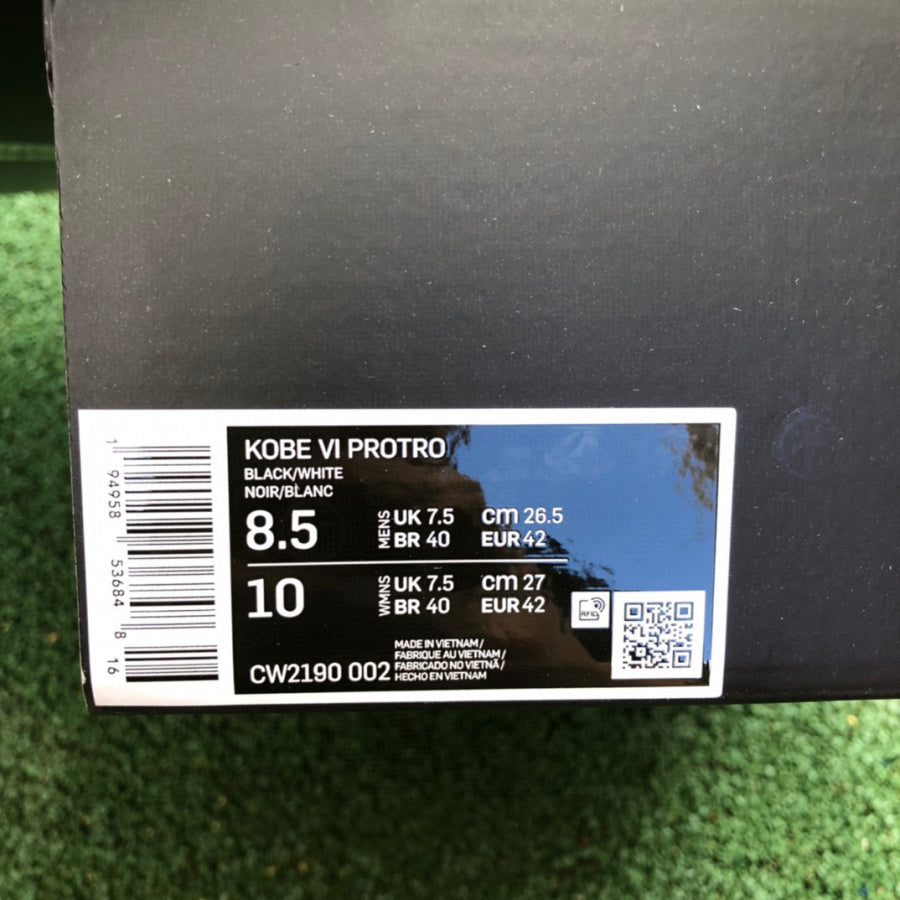 KOBE VI PROTRO
BLACK/WHITE
NOIR/BLANC
8.5 MENS UK 7.5 cm 26.5
BR 40 EUR 42
10 WMNS UK 7.5 cm 27
BR 40 EUR 42
RFID
CW2190 002
MADE IN VIETNAM /
FABRIQUE AU VIETNAM /
FABRICADO NO VIETNÃ /
HECHO EN VIETNAM
1 94958 53684 8 16